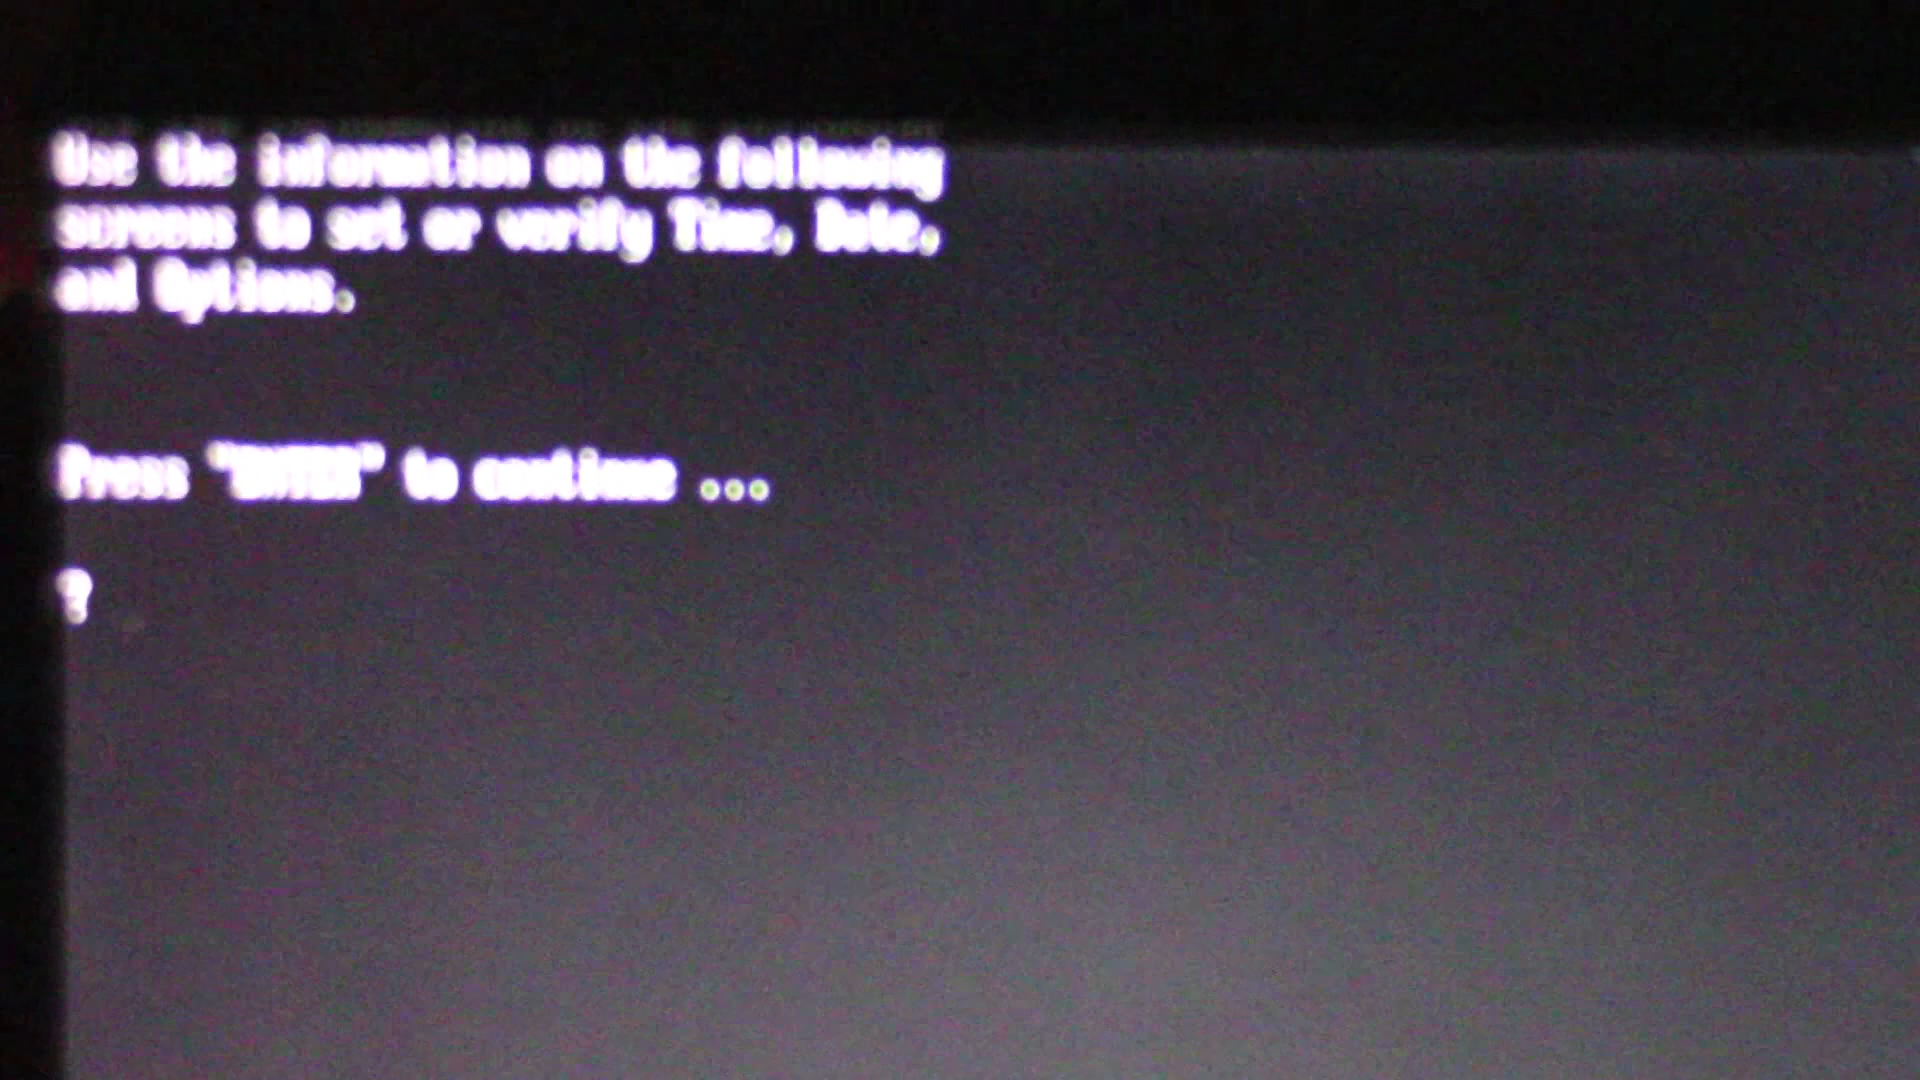 Use the information on the following
screens to set or verify Time, Date,
and Options.
Press "ENTER" to continue ...
?